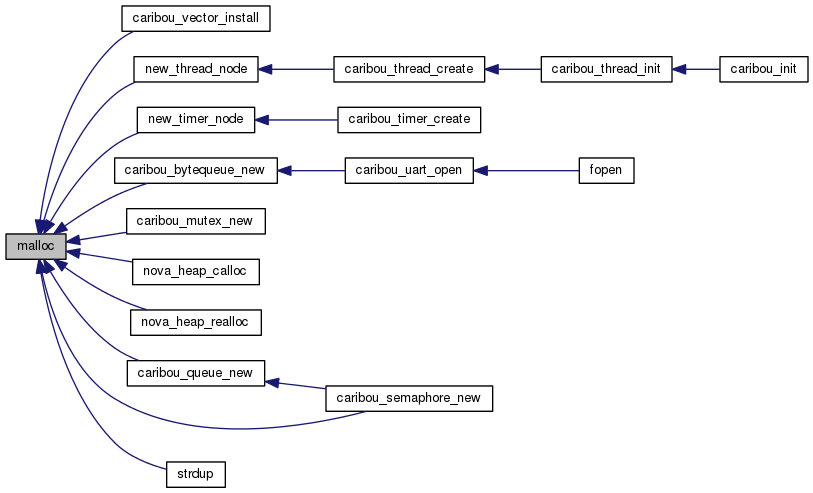 caribou_vector_install
new_thread_node
caribou_thread_create
caribou_thread_init
caribou_init
new_timer_node
caribou_timer_create
caribou_bytequeue_new
caribou_uart_open
fopen
caribou_mutex_new
malloc
nova_heap_calloc
nova_heap_realloc
caribou_queue_new
caribou_semaphore_new
strdup